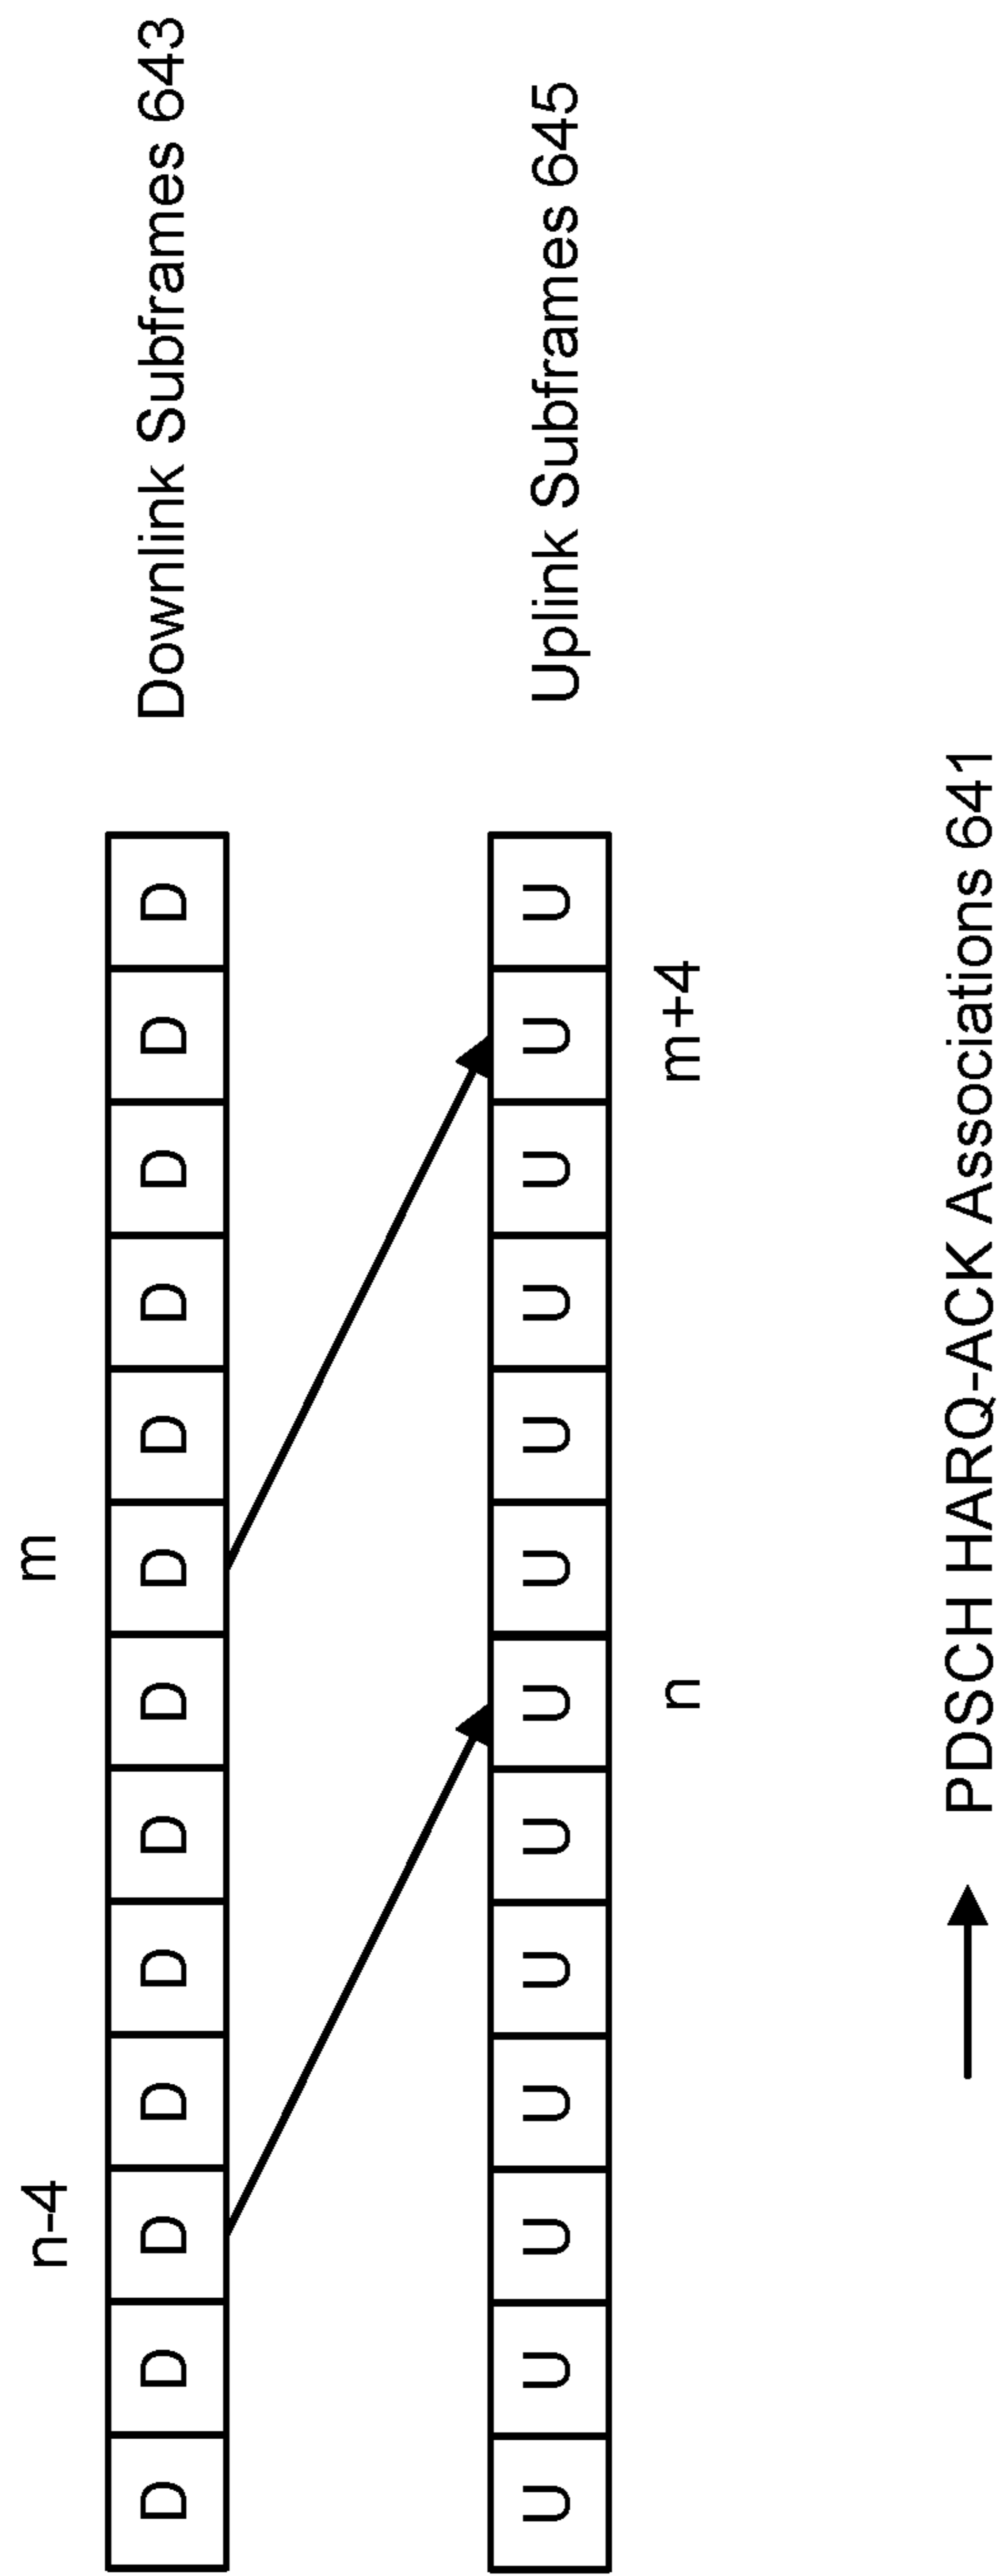 n-4 m
D D D D D D D D D D D D D Downlink Subframes 643
U U U U U U U U U U U U U Uplink Subframes 645
n m+4
PDSCH HARQ-ACK Associations 641